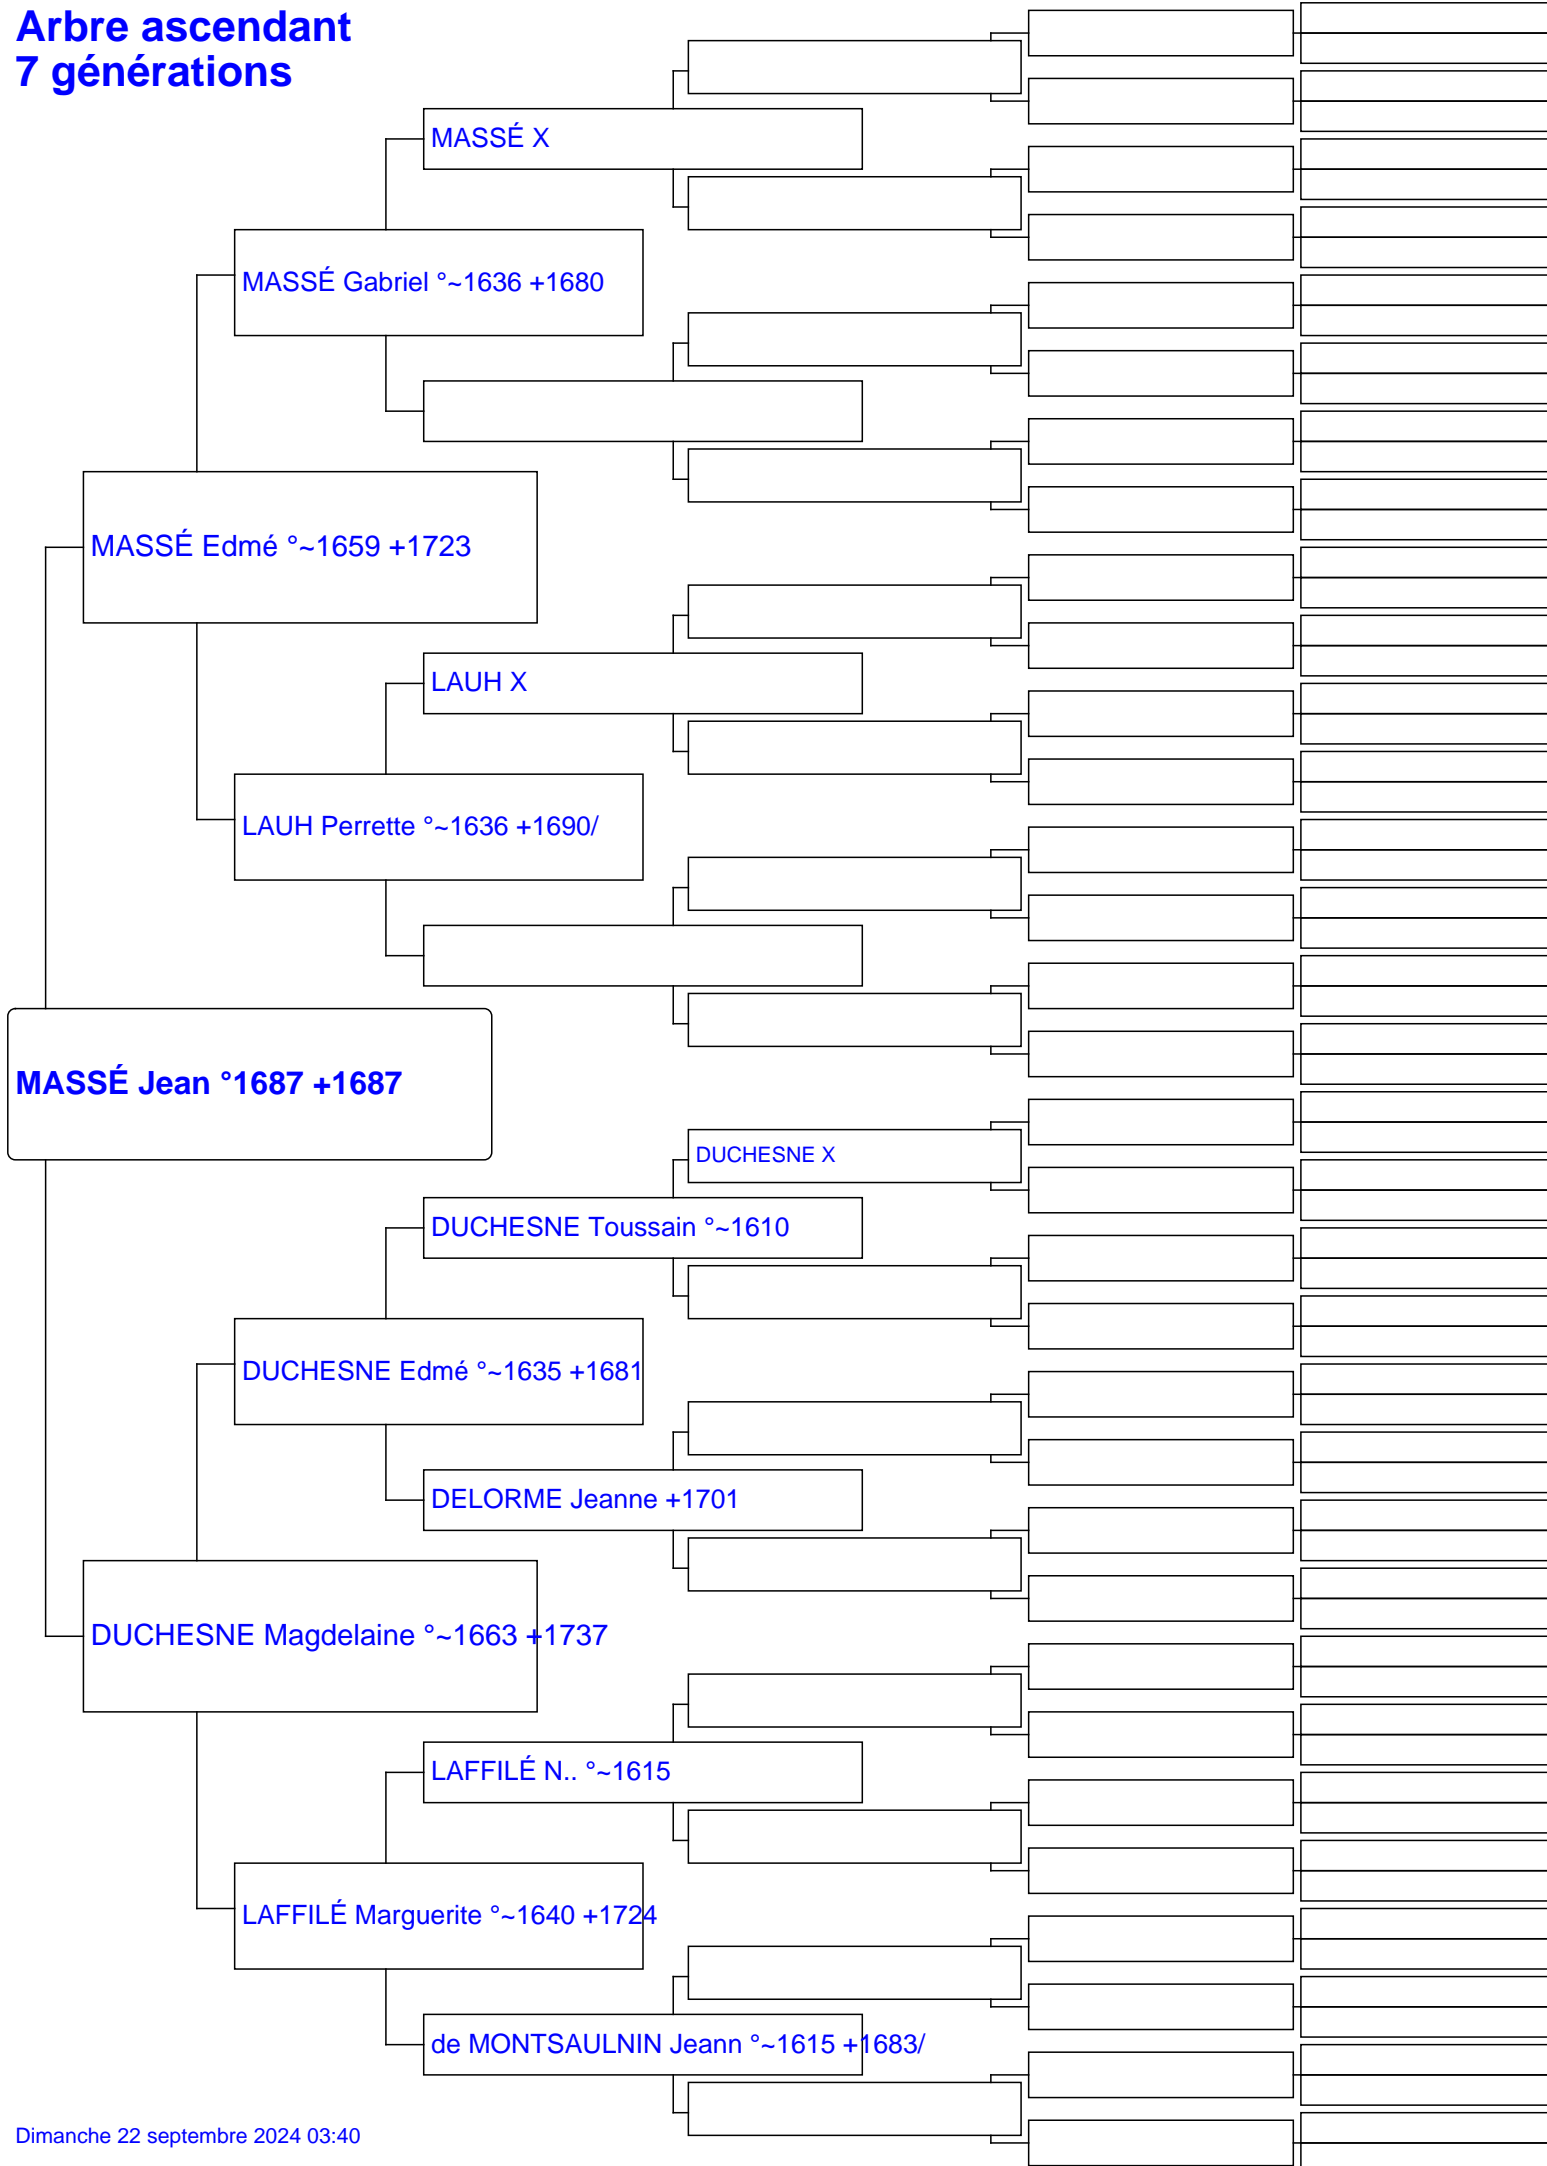 Arbre ascendant
7 générations
MASSÉ X
MASSÉ Gabriel °~1636 +1680
MASSÉ Edmé °~1659 +1723
LAUH X
LAUH Perrette °~1636 +1690/
MASSÉ Jean °1687 +1687
DUCHESNE X
DUCHESNE Toussain °~1610
DUCHESNE Edmé °~1635 +1681
DELORME Jeanne +1701
DUCHESNE Magdelaine °~1663 +1737
LAFFILÉ N.. °~1615
LAFFILÉ Marguerite °~1640 +1724
de MONTSAULNIN Jeann °~1615 +1683/
Dimanche 22 septembre 2024 03:40